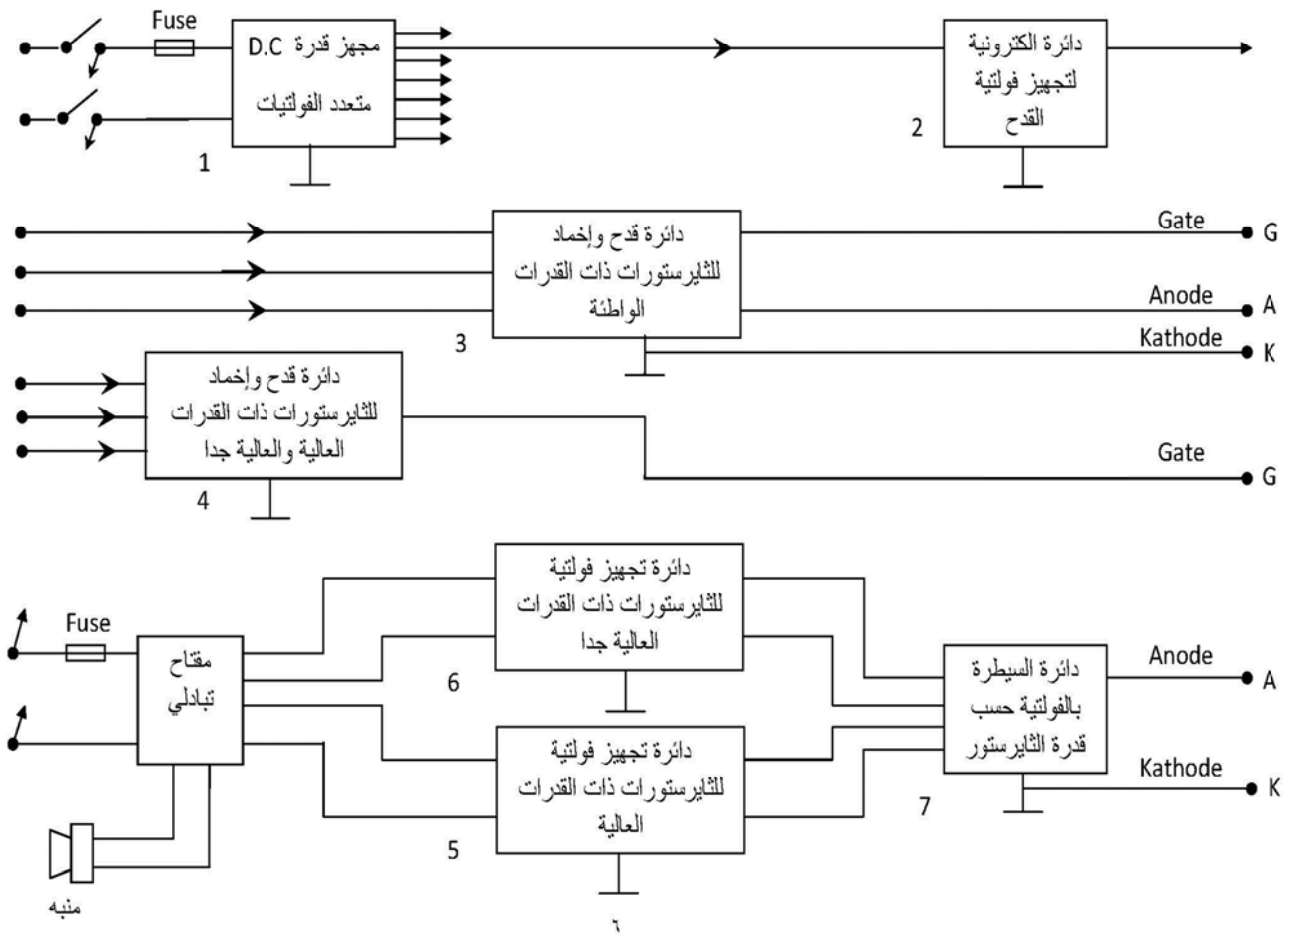 Fuse
مجهز قدرة D.C
متعدد الفولتيات
1
دائرة الكترونية
لتجهيز فولتية
القدح
2
دائرة قدح وإخماد
للثايرستورات ذات القدرات
الواطئة
3
Gate G
Anode A
Kathode K
دائرة قدح وإخماد
للثايرستورات ذات القدرات
العالية والعالية جدا
4
Gate G
Fuse
مفتاح
تبادلي
منبه
دائرة تجهيز فولتية
للثايرستورات ذات القدرات
العالية جدا
6
دائرة تجهيز فولتية
للثايرستورات ذات القدرات
العالية
5
دائرة السيطرة
بالفولتية حسب
قدرة الثايرستور
7
Anode A
Kathode K
٦